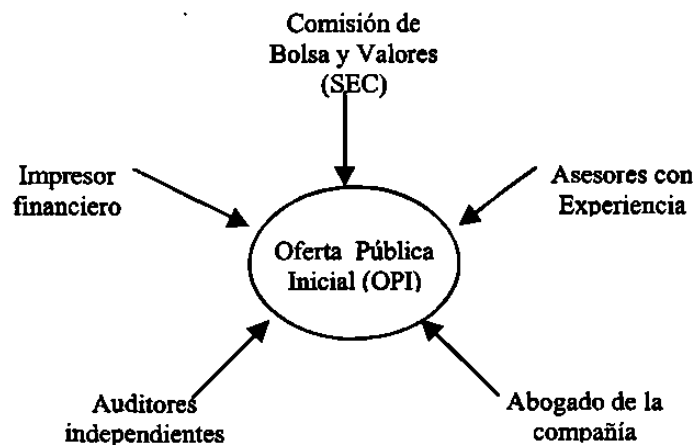 Comisión de
Bolsa y Valores
(SEC)
Impresor
financiero
Asesores con
Experiencia
Oferta Pública
Inicial (OPI)
Auditores
independientes
Abogado de la
compañía